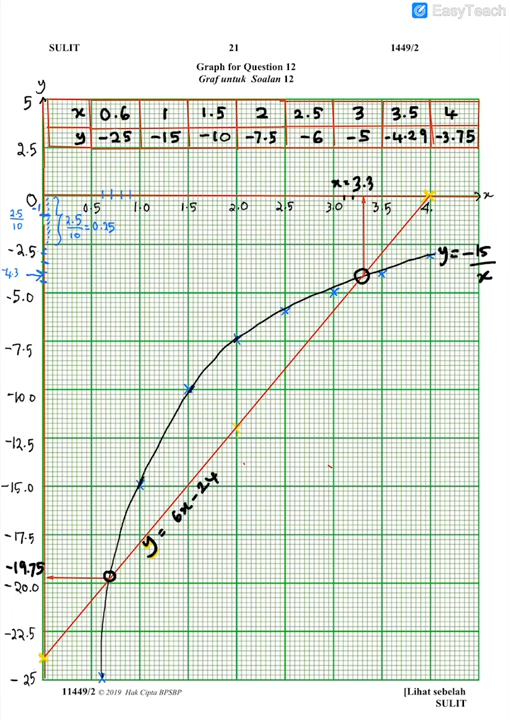 EasyTeach
SULIT 21 1449/2
Graph for Question 12
Graf untuk Soalan 12
y
5
x 0.6 1 1.5 2 2.5 3 3.5 4
y -25 -15 -10 -7.5 -6 -5 -4.29 -3.75
2.5
x=3.3
0 0.5 1.0 1.5 2.0 2.5 3.0 3.5 4. x
25/10 -1 2.5/10 = 0.25
-2.5
y = -15/x
-4.3
-5.0
-7.5
-10.0
-12.5
-15.0
y = 6x - 24
-17.5
-19.75
-20.0
-25
11449/2 © 2019 Hak Cipta BPSBP [Lihat sebelah
SULIT